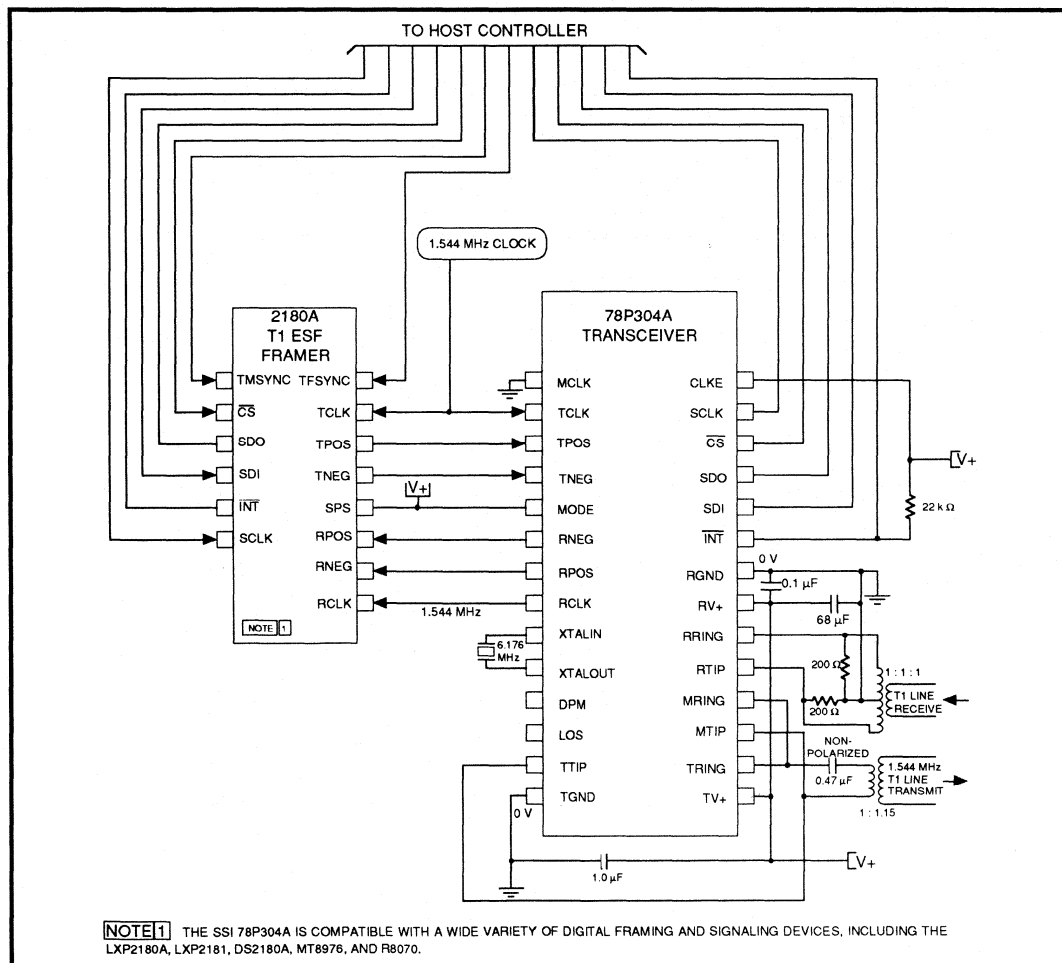 TO HOST CONTROLLER
1.544 MHz CLOCK
2180A
T1 ESF
FRAMER
TMSYNC TFSYNC
CS TCLK
SDO TPOS
SDI TNEG
INT SPS
SCLK RPOS
RNEG
RCLK
NOTE 1
V+
1.544 MHz
78P304A
TRANSCEIVER
MCLK CLKE
TCLK SCLK
TPOS CS
TNEG SDO
MODE SDI
RNEG INT
RPOS RGND
RCLK RV+
XTALIN RRING
XTALOUT RTIP
DPM MRING
LOS MTIP
TTIP TRING
TGND TV+
6.176
MHz
0 V
1.0 µF
V+
22 k Ω
0 V
0.1 µF
68 µF
200 Ω
200 Ω
1 : 1 : 1
T1 LINE
RECEIVE
NON-
POLARIZED
0.47 µF
1.544 MHz
T1 LINE
TRANSMIT
1 : 1.15
V+
NOTE 1 THE SSI 78P304A IS COMPATIBLE WITH A WIDE VARIETY OF DIGITAL FRAMING AND SIGNALING DEVICES, INCLUDING THE
LXP2180A, LXP2181, DS2180A, MT8976, AND R8070.